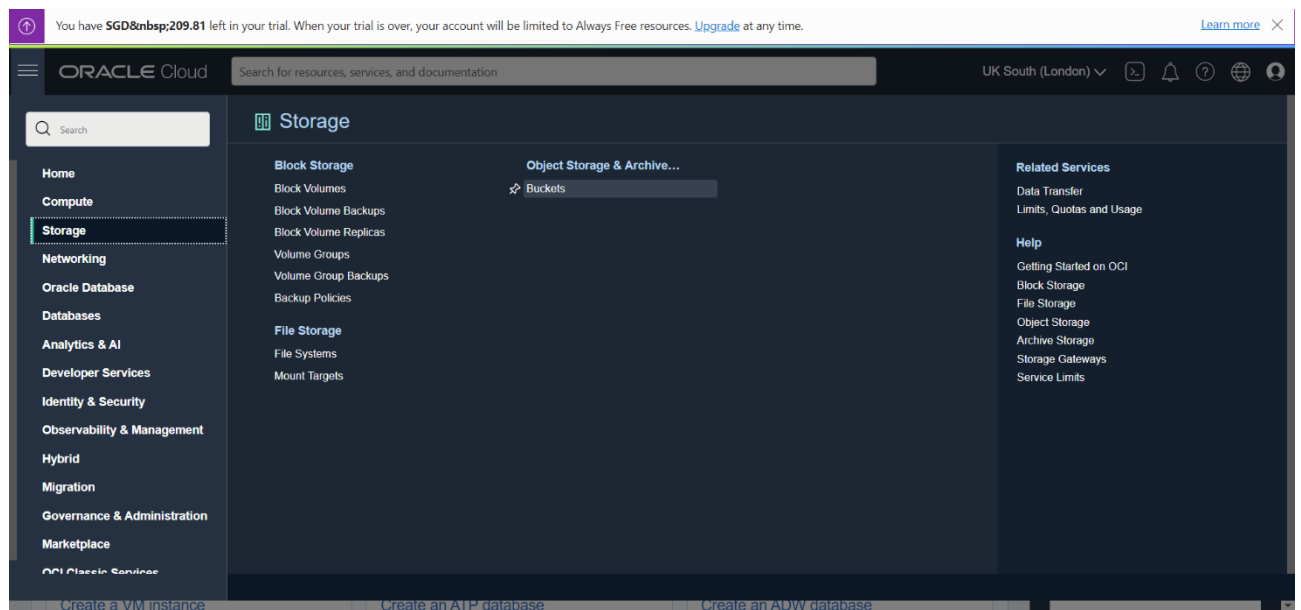 You have SGD&nbsp;209.81 left in your trial. When your trial is over, your account will be limited to Always Free resources. Upgrade at any time.
Learn more
ORACLE Cloud
Search for resources, services, and documentation
UK South (London)
Search
Home
Compute
Storage
Networking
Oracle Database
Databases
Analytics & AI
Developer Services
Identity & Security
Observability & Management
Hybrid
Migration
Governance & Administration
Marketplace
OCI Classic Services
Storage
Block Storage
Block Volumes
Block Volume Backups
Block Volume Replicas
Volume Groups
Volume Group Backups
Backup Policies
File Storage
File Systems
Mount Targets
Object Storage & Archive...
Buckets
Related Services
Data Transfer
Limits, Quotas and Usage
Help
Getting Started on OCI
Block Storage
File Storage
Object Storage
Archive Storage
Storage Gateways
Service Limits
Create a VM instance
Create an ATP database
Create an ADW database